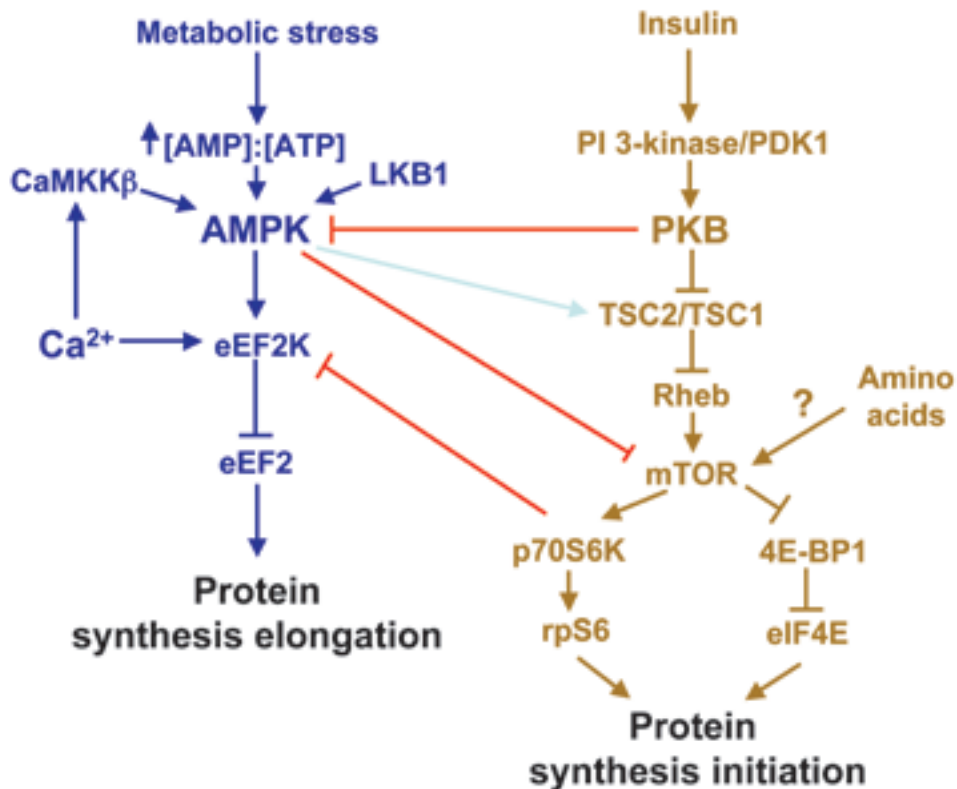 Metabolic stress
Insulin
[AMP]:[ATP]
PI 3-kinase/PDK1
CaMKKβ
LKB1
AMPK
PKB
TSC2/TSC1
Ca²⁺
eEF2K
Rheb
?
Amino
acids
eEF2
mTOR
p70S6K
4E-BP1
Protein
synthesis elongation
rpS6
eIF4E
Protein
synthesis initiation